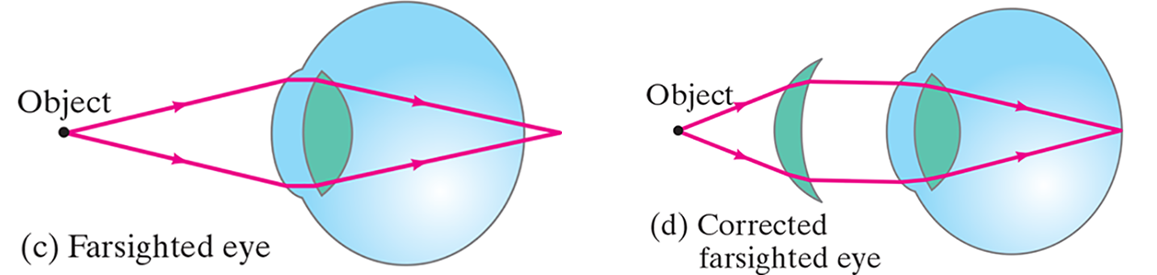 Object
(c) Farsighted eye
Object
(d) Corrected
farsighted eye